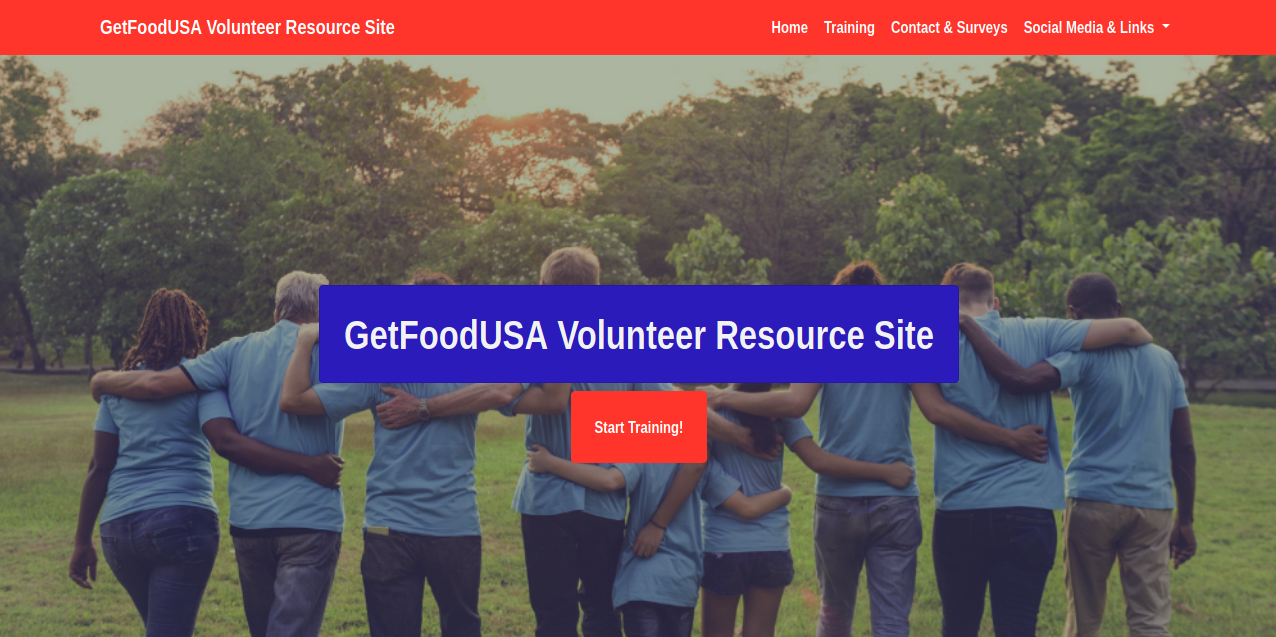 GetFoodUSA Volunteer Resource Site
Home Training Contact & Surveys Social Media & Links
GetFoodUSA Volunteer Resource Site
Start Training!